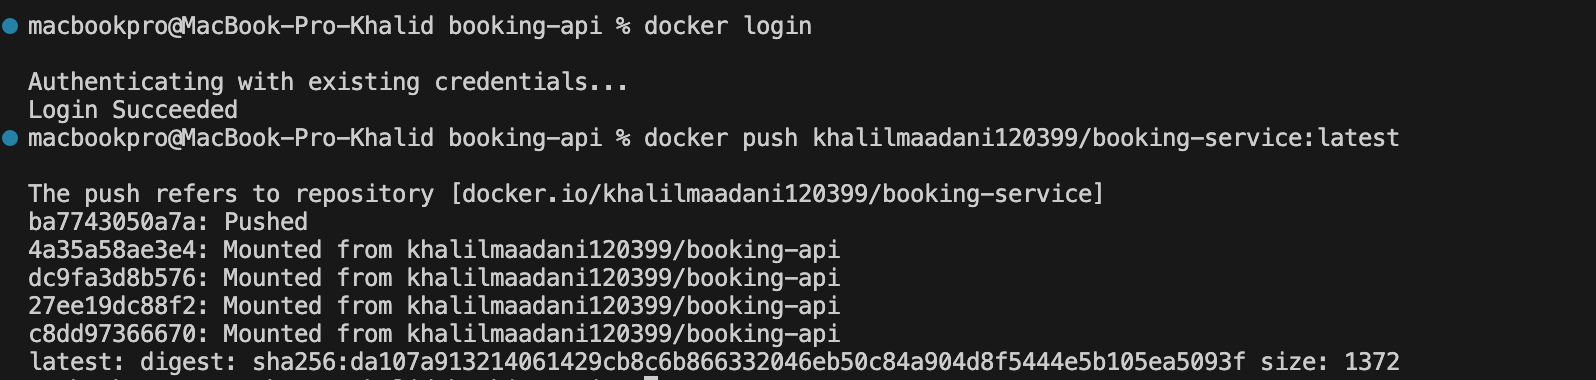 macbookpro@MacBook-Pro-Khalid booking-api % docker login
Authenticating with existing credentials...
Login Succeeded
macbookpro@MacBook-Pro-Khalid booking-api % docker push khalilmaadani120399/booking-service:latest
The push refers to repository [docker.io/khalilmaadani120399/booking-service]
ba7743050a7a: Pushed
4a35a58ae3e4: Mounted from khalilmaadani120399/booking-api
dc9fa3d8b576: Mounted from khalilmaadani120399/booking-api
27ee19dc88f2: Mounted from khalilmaadani120399/booking-api
c8dd97366670: Mounted from khalilmaadani120399/booking-api
latest: digest: sha256:da107a913214061429cb8c6b866332046eb50c84a904d8f5444e5b105ea5093f size: 1372